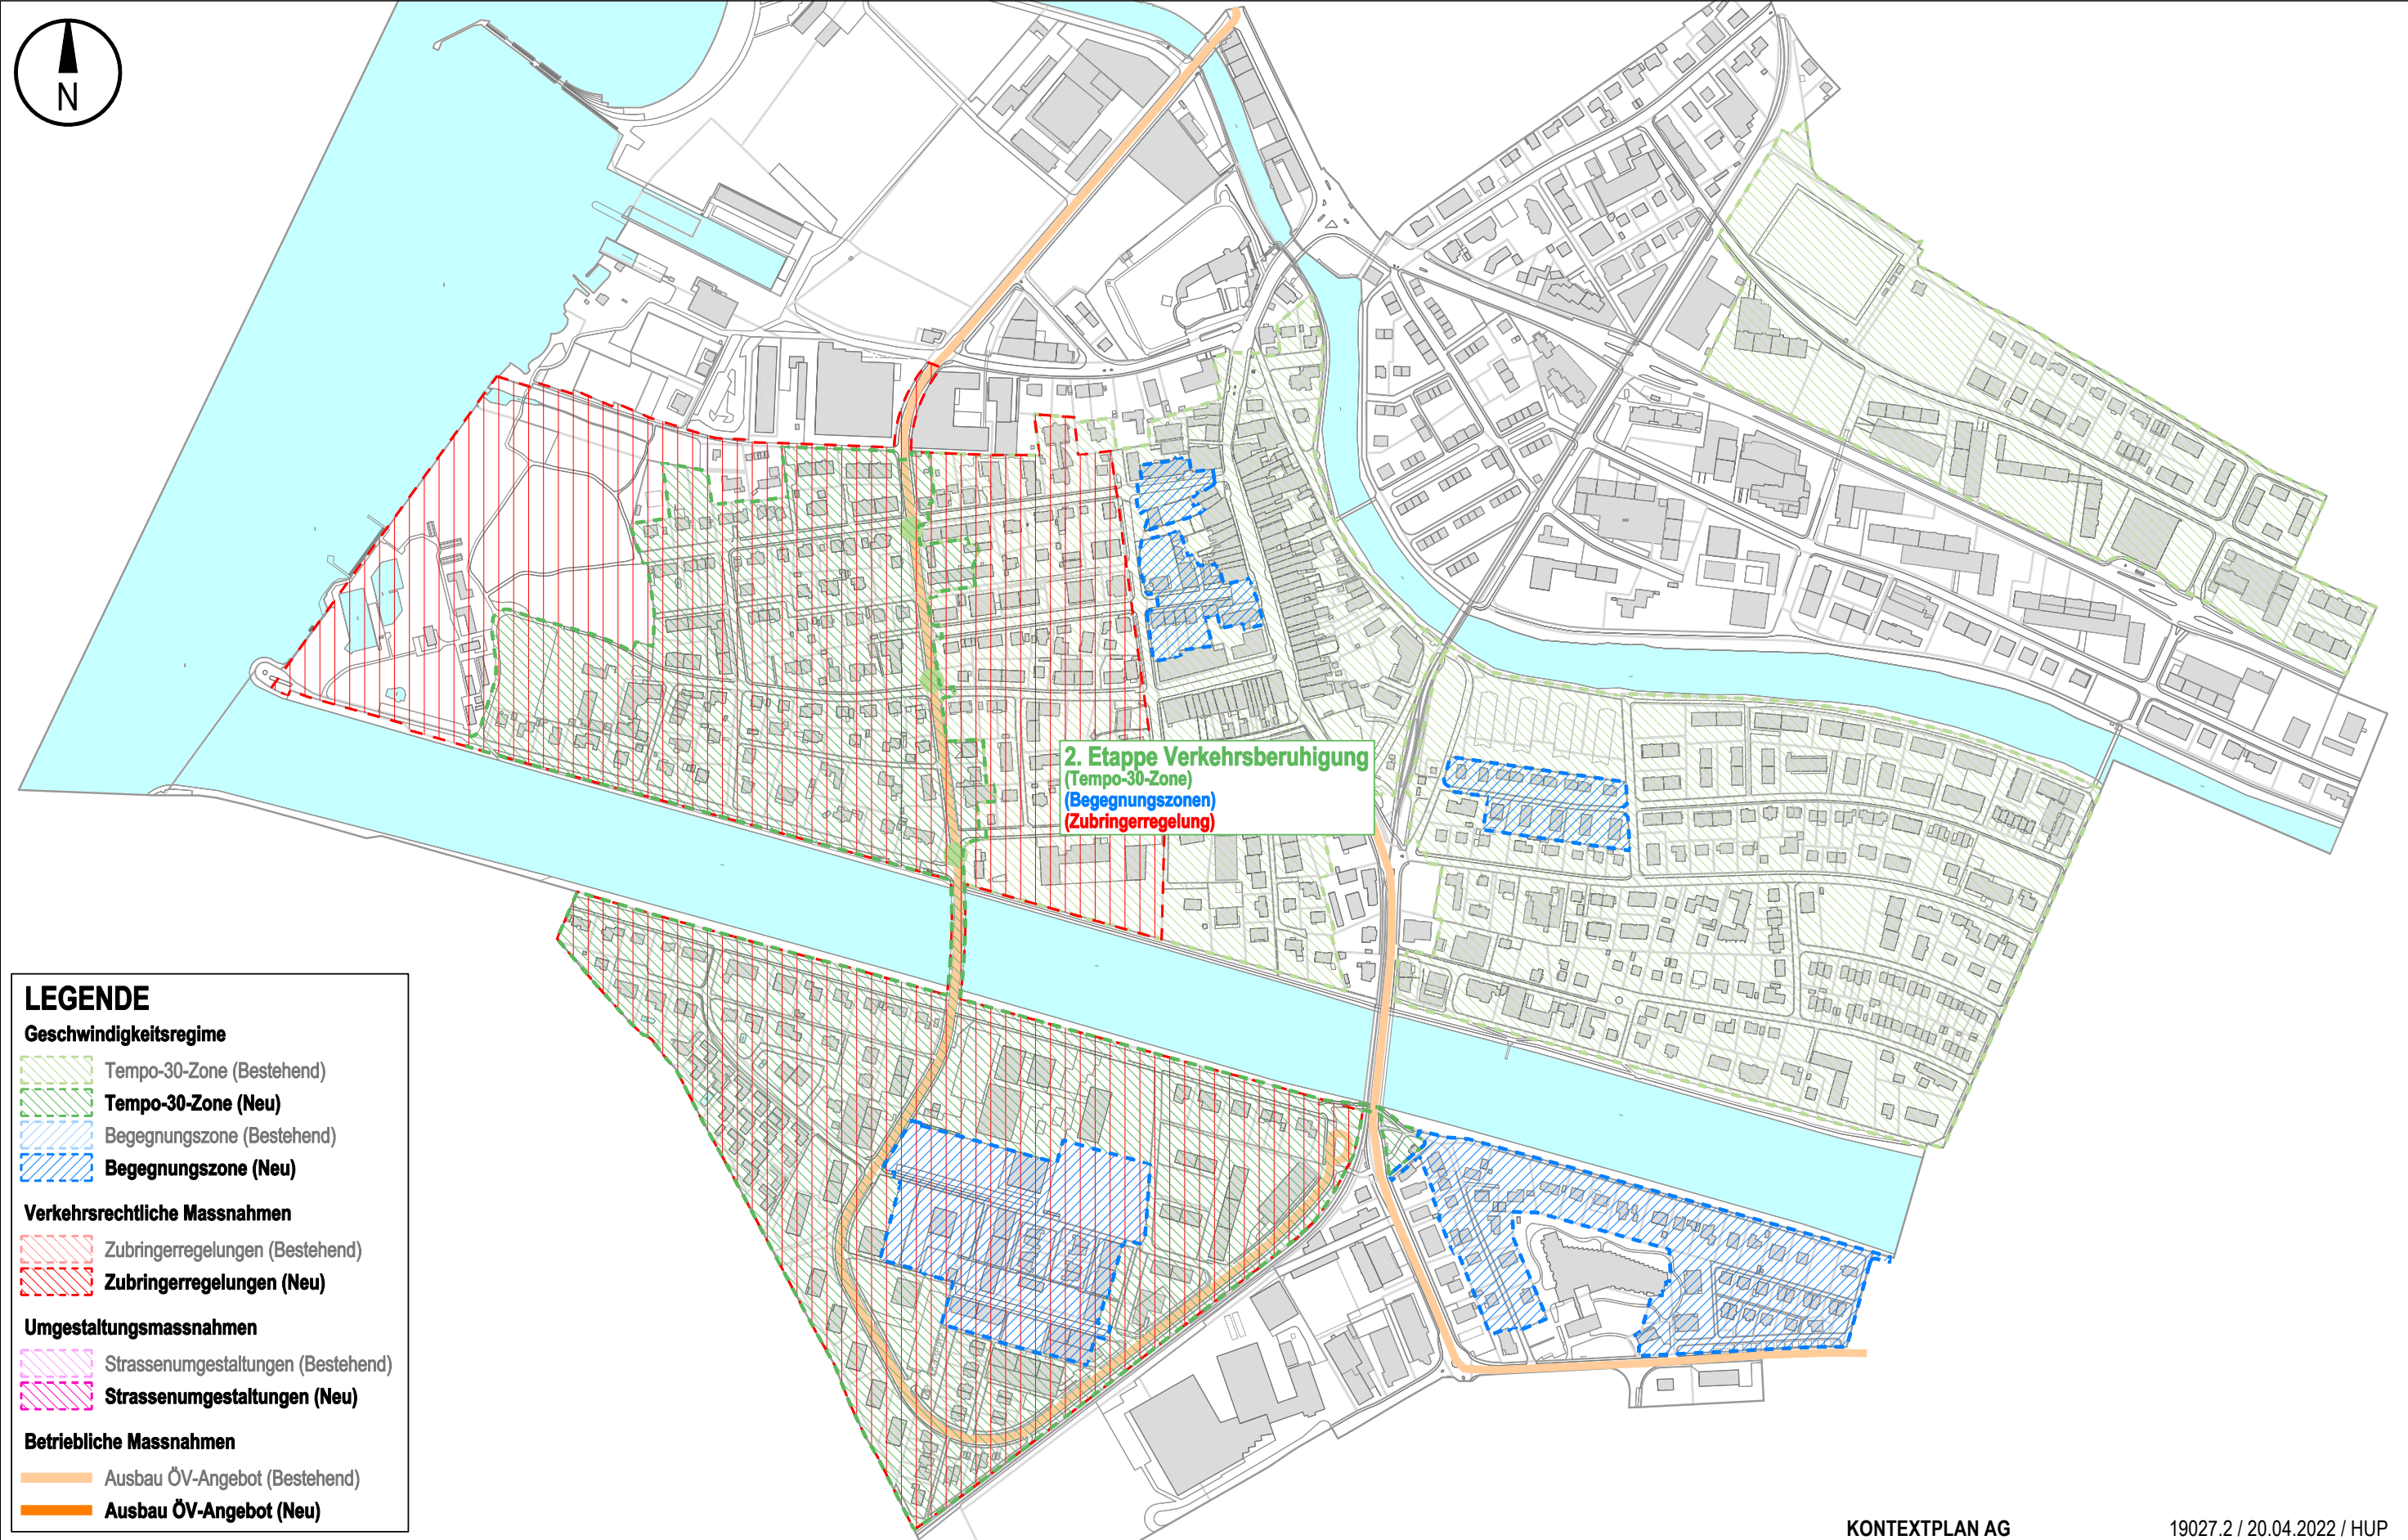 N
2. Etappe Verkehrsberuhigung
(Tempo-30-Zone)
(Begegnungszonen)
(Zubringerregelung)
LEGENDE
Geschwindigkeitsregime
Tempo-30-Zone (Bestehend)
Tempo-30-Zone (Neu)
Begegnungszone (Bestehend)
Begegnungszone (Neu)
Verkehrsrechtliche Massnahmen
Zubringerregelungen (Bestehend)
Zubringerregelungen (Neu)
Umgestaltungsmassnahmen
Strassenumgestaltungen (Bestehend)
Strassenumgestaltungen (Neu)
Betriebliche Massnahmen
Ausbau ÖV-Angebot (Bestehend)
Ausbau ÖV-Angebot (Neu)
KONTEXTPLAN AG 19027.2 / 20.04.2022 / HUP